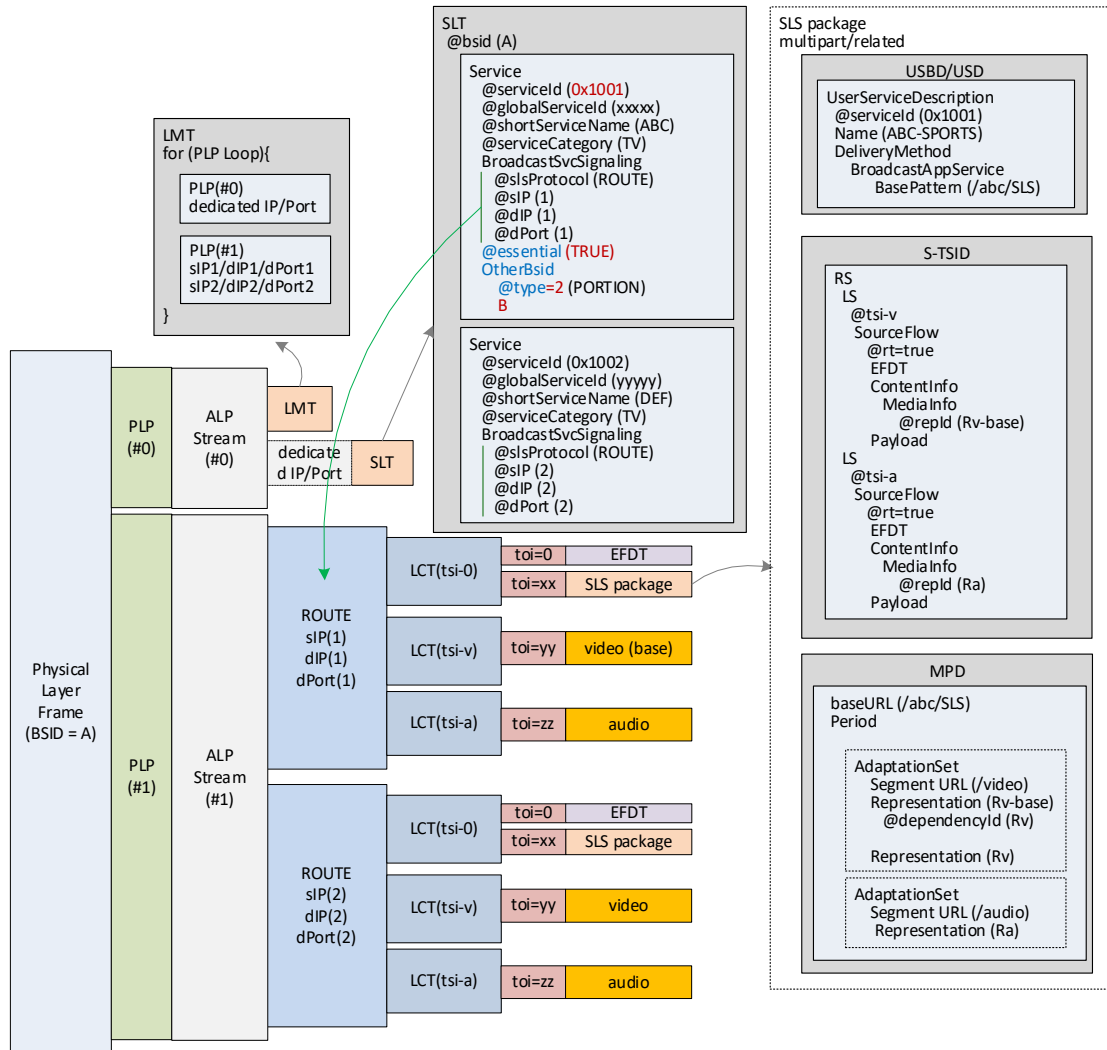 SLT
@bsid (A)
Service
@serviceId (0x1001)
@globalServiceId (xxxxx)
@shortServiceName (ABC)
@serviceCategory (TV)
BroadcastSvcSignaling
@slsProtocol (ROUTE)
@sIP (1)
@dIP (1)
@dPort (1)
@essential (TRUE)
OtherBsid
@type=2 (PORTION)
B
Service
@serviceId (0x1002)
@globalServiceId (yyyyy)
@shortServiceName (DEF)
@serviceCategory (TV)
BroadcastSvcSignaling
@slsProtocol (ROUTE)
@sIP (2)
@dIP (2)
@dPort (2)
LMT
for (PLP Loop){
PLP(#0)
dedicated IP/Port
PLP(#1)
sIP1/dIP1/dPort1
sIP2/dIP2/dPort2
}
Physical
Layer
Frame
(BSID = A)
PLP
(#0)
ALP
Stream
(#0)
LMT
dedicate
d IP/Port
SLT
PLP
(#1)
ALP
Stream
(#1)
ROUTE
sIP(1)
dIP(1)
dPort(1)
LCT(tsi-0)
toi=0
EFDT
toi=xx
SLS package
LCT(tsi-v)
toi=yy
video (base)
LCT(tsi-a)
toi=zz
audio
ROUTE
sIP(2)
dIP(2)
dPort(2)
LCT(tsi-0)
toi=0
EFDT
toi=xx
SLS package
LCT(tsi-v)
toi=yy
video
LCT(tsi-a)
toi=zz
audio
SLS package
multipart/related
USBD/USD
UserServiceDescription
@serviceId (0x1001)
Name (ABC-SPORTS)
DeliveryMethod
BroadcastAppService
BasePattern (/abc/SLS)
S-TSID
RS
LS
@tsi-v
SourceFlow
@rt=true
EFDT
ContentInfo
MediaInfo
@repId (Rv-base)
Payload
LS
@tsi-a
SourceFlow
@rt=true
EFDT
ContentInfo
MediaInfo
@repId (Ra)
Payload
MPD
baseURL (/abc/SLS)
Period
AdaptationSet
Segment URL (/video)
Representation (Rv-base)
@dependencyId (Rv)
Representation (Rv)
AdaptationSet
Segment URL (/audio)
Representation (Ra)